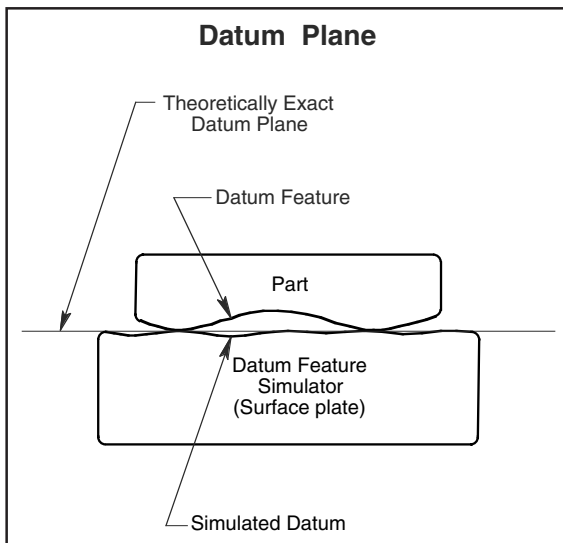 Datum Plane
Theoretically Exact
Datum Plane
Datum Feature
Part
Datum Feature
Simulator
(Surface plate)
Simulated Datum